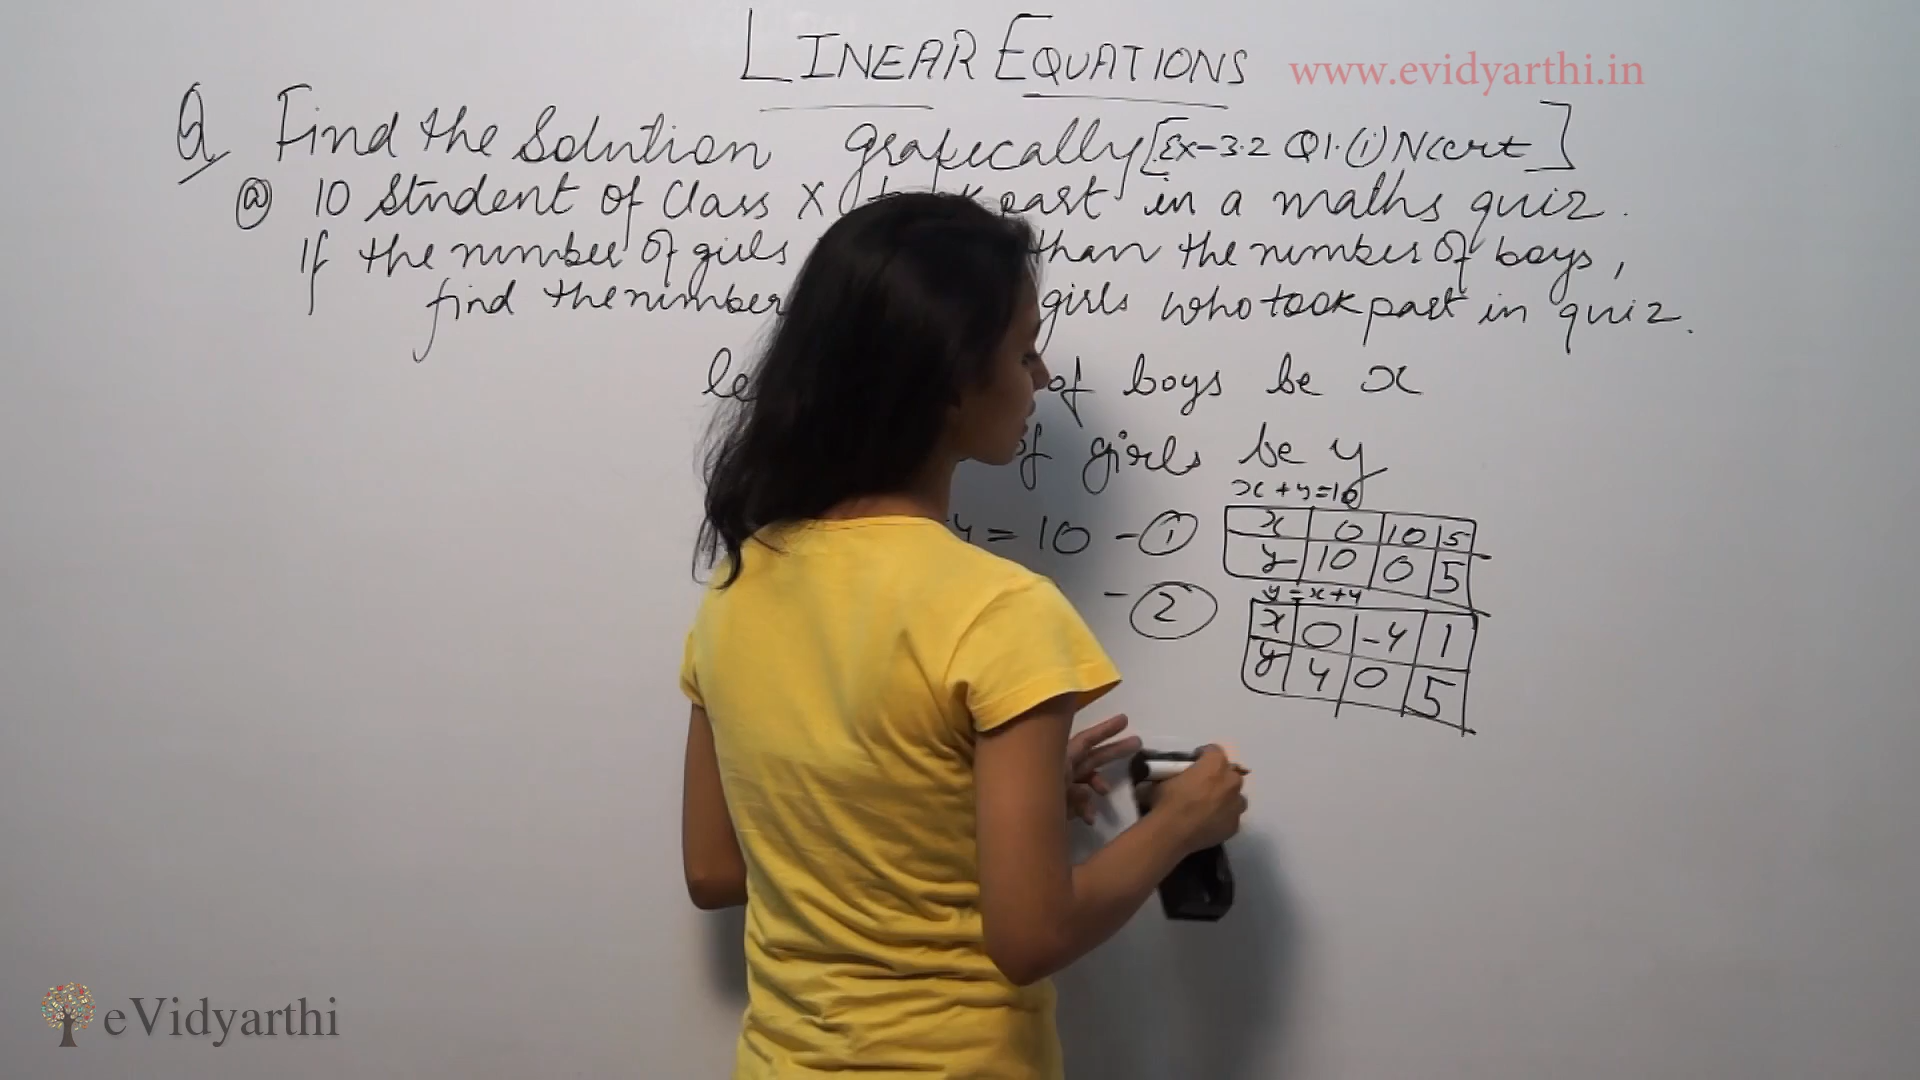 LINEAR EQUATIONS www.evidyarthi.in
Q Find the Solution grafically [Ex-3.2 Q1.(i) Ncert]
(a) 10 Student of Class X part in a maths quiz.
If the number of girls than the number of boys,
find the number girls who took part in quiz.
of boys be x
of girls be y
x+y=10
y = 10 - 1
x 0 10 5
y 10 0 5
- 2
y = x+4
x 0 -4 1
y 4 0 5
eVidyarthi